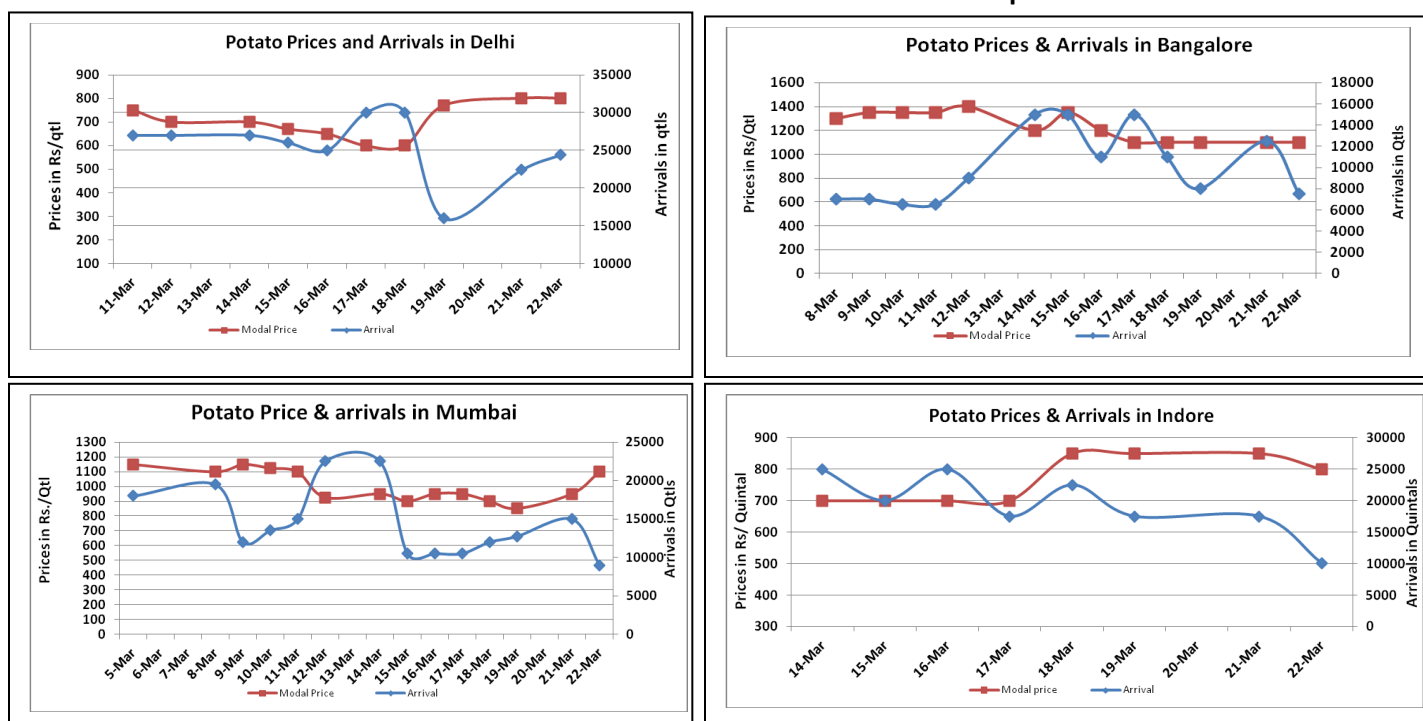 Potato Prices and Arrivals in Delhi
Prices in Rs/qtl
900
800
700
600
500
400
300
200
100
35000
30000
25000
20000
15000
10000
Arrivals in qtls
11-Mar
12-Mar
13-Mar
14-Mar
15-Mar
16-Mar
17-Mar
18-Mar
19-Mar
20-Mar
21-Mar
22-Mar
Modal Price
Arrival
Potato Prices & Arrivals in Bangalore
Prices in Rs/Qtl
1600
1400
1200
1000
800
600
400
200
0
18000
16000
14000
12000
10000
8000
6000
4000
2000
0
Arrivals in Qtls
8-Mar
9-Mar
10-Mar
11-Mar
12-Mar
13-Mar
14-Mar
15-Mar
16-Mar
17-Mar
18-Mar
19-Mar
20-Mar
21-Mar
22-Mar
Modal Price
Arrival
Potato Price & arrivals in Mumbai
Prices in Rs,/Qtl
1300
1200
1100
1000
900
800
700
600
500
400
300
200
100
0
25000
20000
15000
10000
5000
0
Arrivals in Qtls
5-Mar
6-Mar
7-Mar
8-Mar
9-Mar
10-Mar
11-Mar
12-Mar
13-Mar
14-Mar
15-Mar
16-Mar
17-Mar
18-Mar
19-Mar
20-Mar
21-Mar
22-Mar
Modal Price
Arrival
Potato Prices & Arrivals in Indore
Prices in Rs/ Quintal
900
800
700
600
500
400
300
30000
25000
20000
15000
10000
5000
0
Arrivals in Quintals
14-Mar
15-Mar
16-Mar
17-Mar
18-Mar
19-Mar
20-Mar
21-Mar
22-Mar
Modal price
Arrival